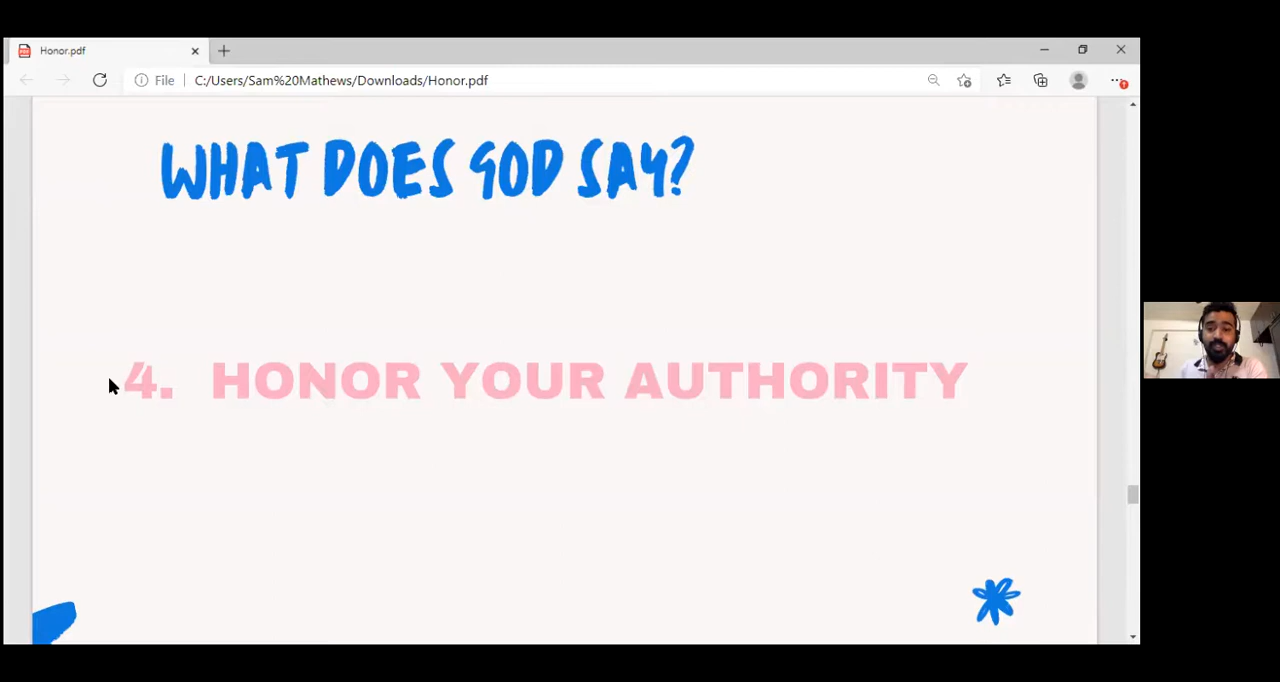 Honor.pdf
File C:/Users/Sam%20Mathews/Downloads/Honor.pdf
WHAT DOES GOD SAY?
4. HONOR YOUR AUTHORITY